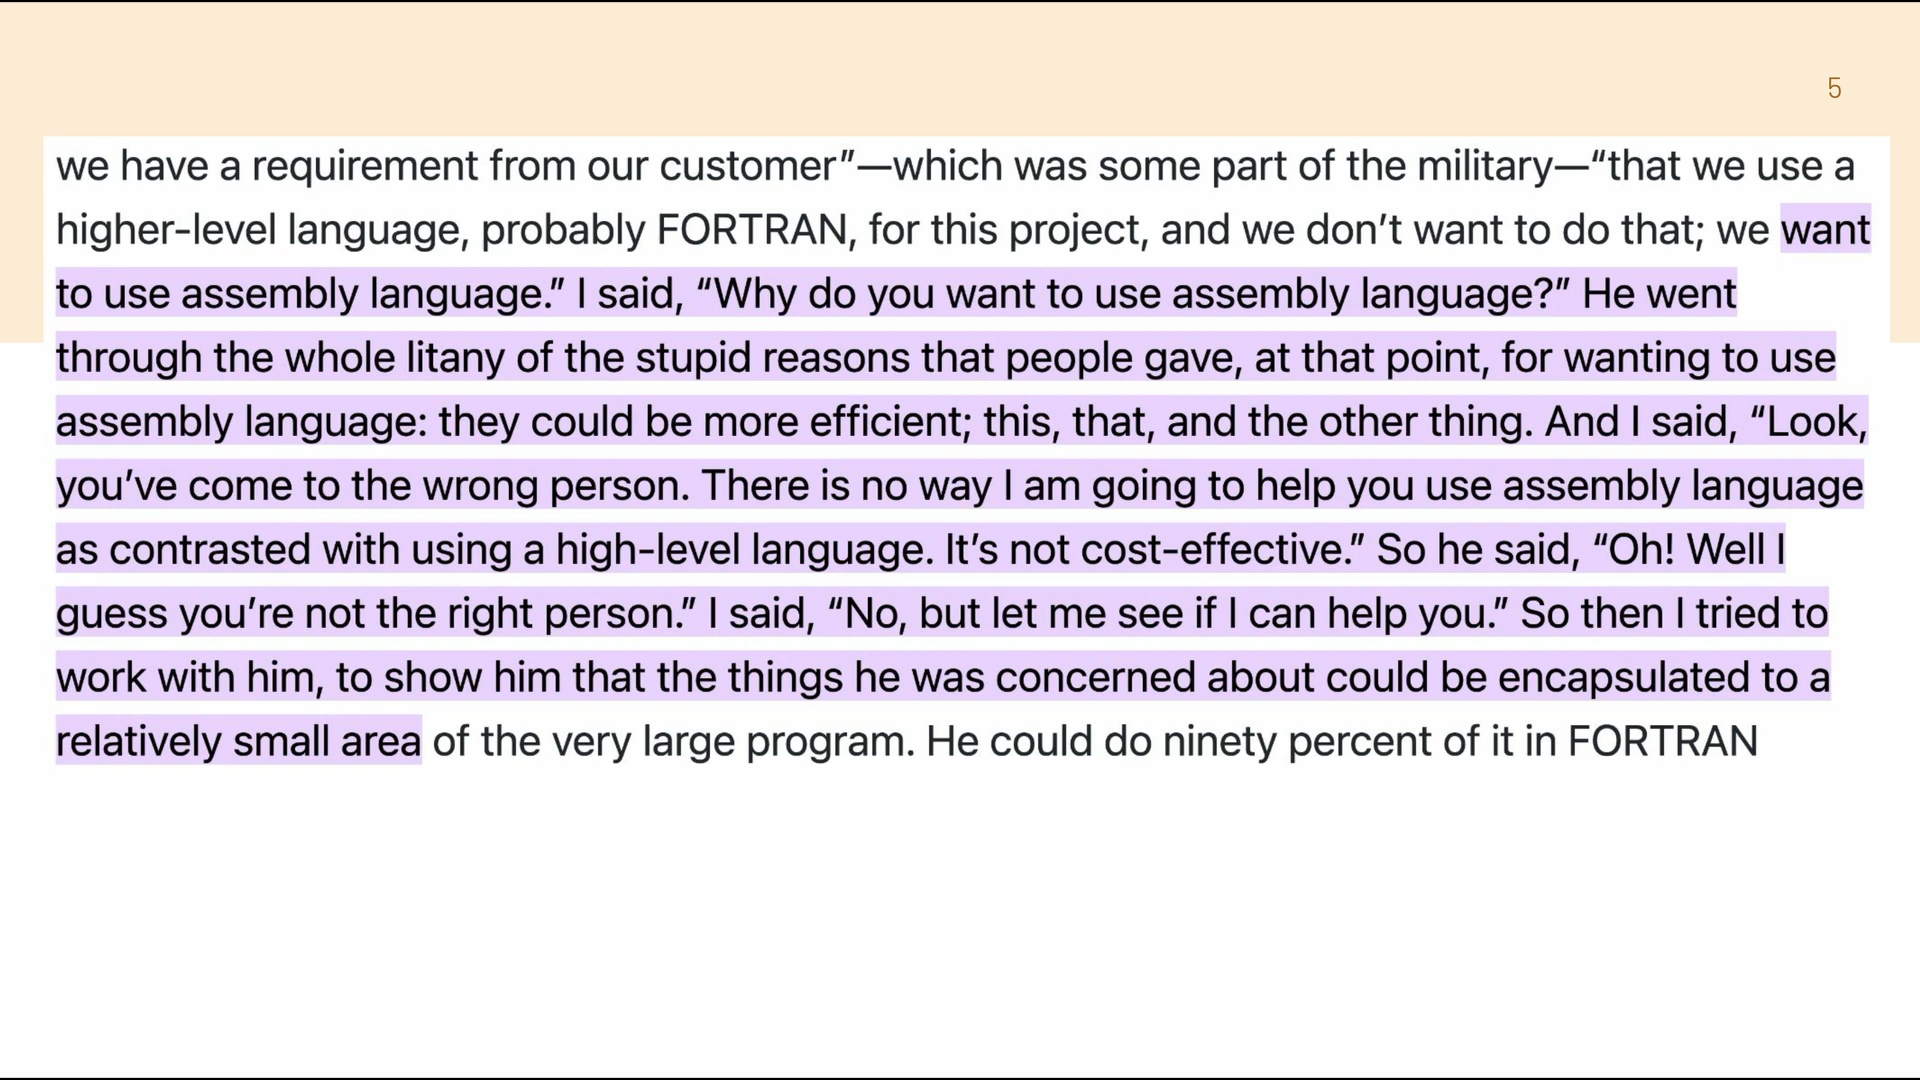 5
we have a requirement from our customer”—which was some part of the military—“that we use a
higher-level language, probably FORTRAN, for this project, and we don’t want to do that; we want
to use assembly language.” I said, “Why do you want to use assembly language?” He went
through the whole litany of the stupid reasons that people gave, at that point, for wanting to use
assembly language: they could be more efficient; this, that, and the other thing. And I said, “Look,
you’ve come to the wrong person. There is no way I am going to help you use assembly language
as contrasted with using a high-level language. It’s not cost-effective.” So he said, “Oh! Well I
guess you’re not the right person.” I said, “No, but let me see if I can help you.” So then I tried to
work with him, to show him that the things he was concerned about could be encapsulated to a
relatively small area of the very large program. He could do ninety percent of it in FORTRAN